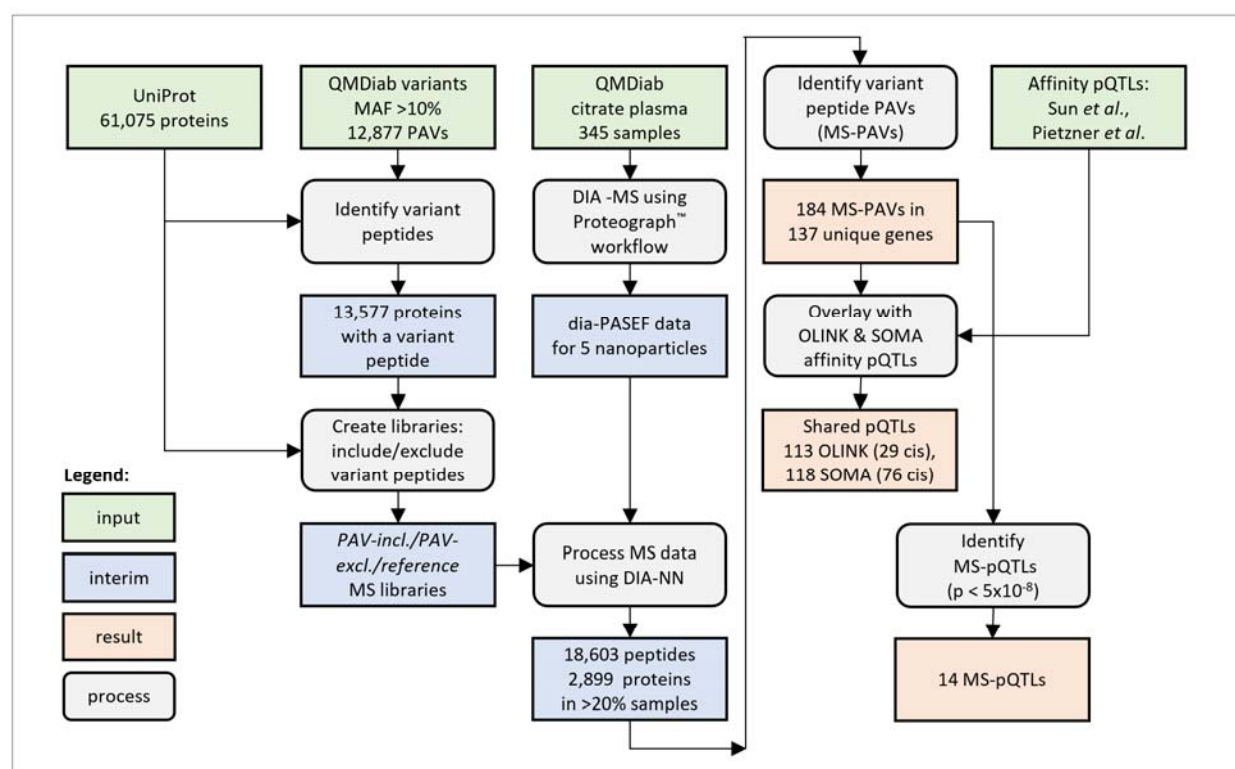 UniProt
61,075 proteins
QMDiab variants
MAF >10%
12,877 PAVs
QMDiab
citrate plasma
345 samples
Identify variant
peptide PAVs
(MS-PAVs)
Affinity pQTLs:
Sun et al.,
Pietzner et al.
Identify variant
peptides
DIA -MS using
Proteograph™
workflow
184 MS-PAVs in
137 unique genes
13,577 proteins
with a variant
peptide
dia-PASEF data
for 5 nanoparticles
Overlay with
OLINK & SOMA
affinity pQTLs
Create libraries:
include/exclude
variant peptides
Shared pQTLs
113 OLINK (29 cis),
118 SOMA (76 cis)
Legend:
input
interim
result
process
PAV-incl./PAV-
excl./reference
MS libraries
Process MS data
using DIA-NN
Identify
MS-pQTLs
(p < 5x10⁻⁸)
18,603 peptides
2,899 proteins
in >20% samples
14 MS-pQTLs